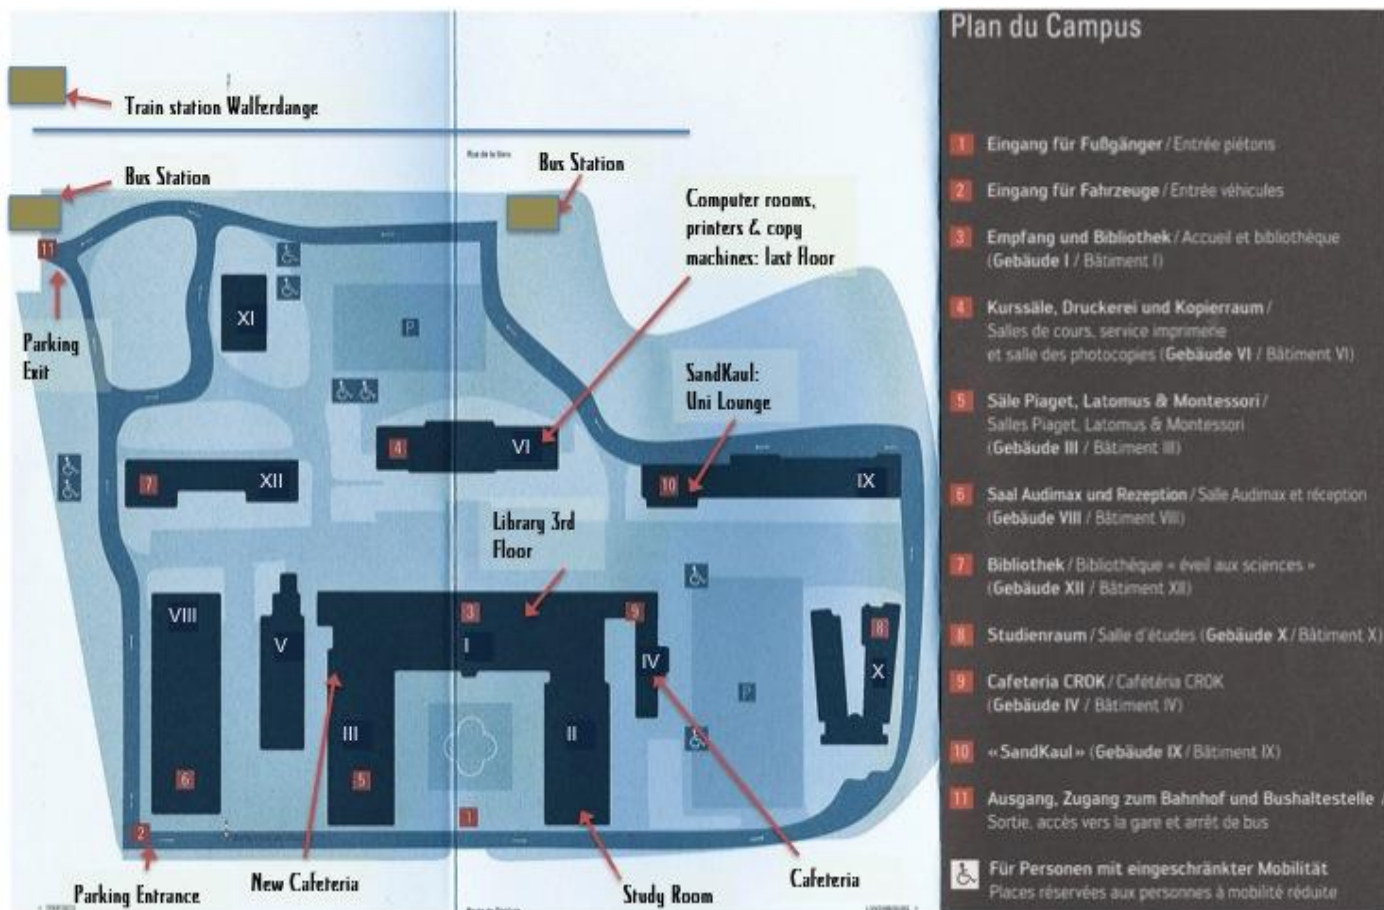 Plan du Campus
Train station Walferdange
Rue de la Gare
Bus Station
Bus Station
Computer rooms,
printers & copy
machines: last floor
11
XI
P
Parking
Exit
SandKaul:
Uni Lounge
4
VI
7
XII
10
IX
Library 3rd
Floor
VIII
V
3
I
9
IV
8
X
P
III
II
6
5
1
2
Parking Entrance
New Cafeteria
Study Room
Cafeteria
1 Eingang für Fußgänger / Entrée piétons
2 Eingang für Fahrzeuge / Entrée véhicules
3 Empfang und Bibliothek / Accueil et bibliothèque
(Gebäude I / Bâtiment I)
4 Kurssäle, Druckerei und Kopierraum /
Salles de cours, service imprimerie
et salle des photocopies (Gebäude VI / Bâtiment VI)
5 Säle Piaget, Latomus & Montessori /
Salles Piaget, Latomus & Montessori
(Gebäude III / Bâtiment III)
6 Saal Audimax und Rezeption / Salle Audimax et réception
(Gebäude VIII / Bâtiment VIII)
7 Bibliothek / Bibliothèque « éveil aux sciences »
(Gebäude XII / Bâtiment XII)
8 Studienraum / Salle d'études (Gebäude X / Bâtiment X)
9 Cafeteria CROK / Cafétéria CROK
(Gebäude IV / Bâtiment IV)
10 «SandKaul» (Gebäude IX / Bâtiment IX)
11 Ausgang, Zugang zum Bahnhof und Bushaltestelle /
Sortie, accès vers la gare et arrêt de bus
Für Personen mit eingeschränkter Mobilität
Places réservées aux personnes à mobilité réduite